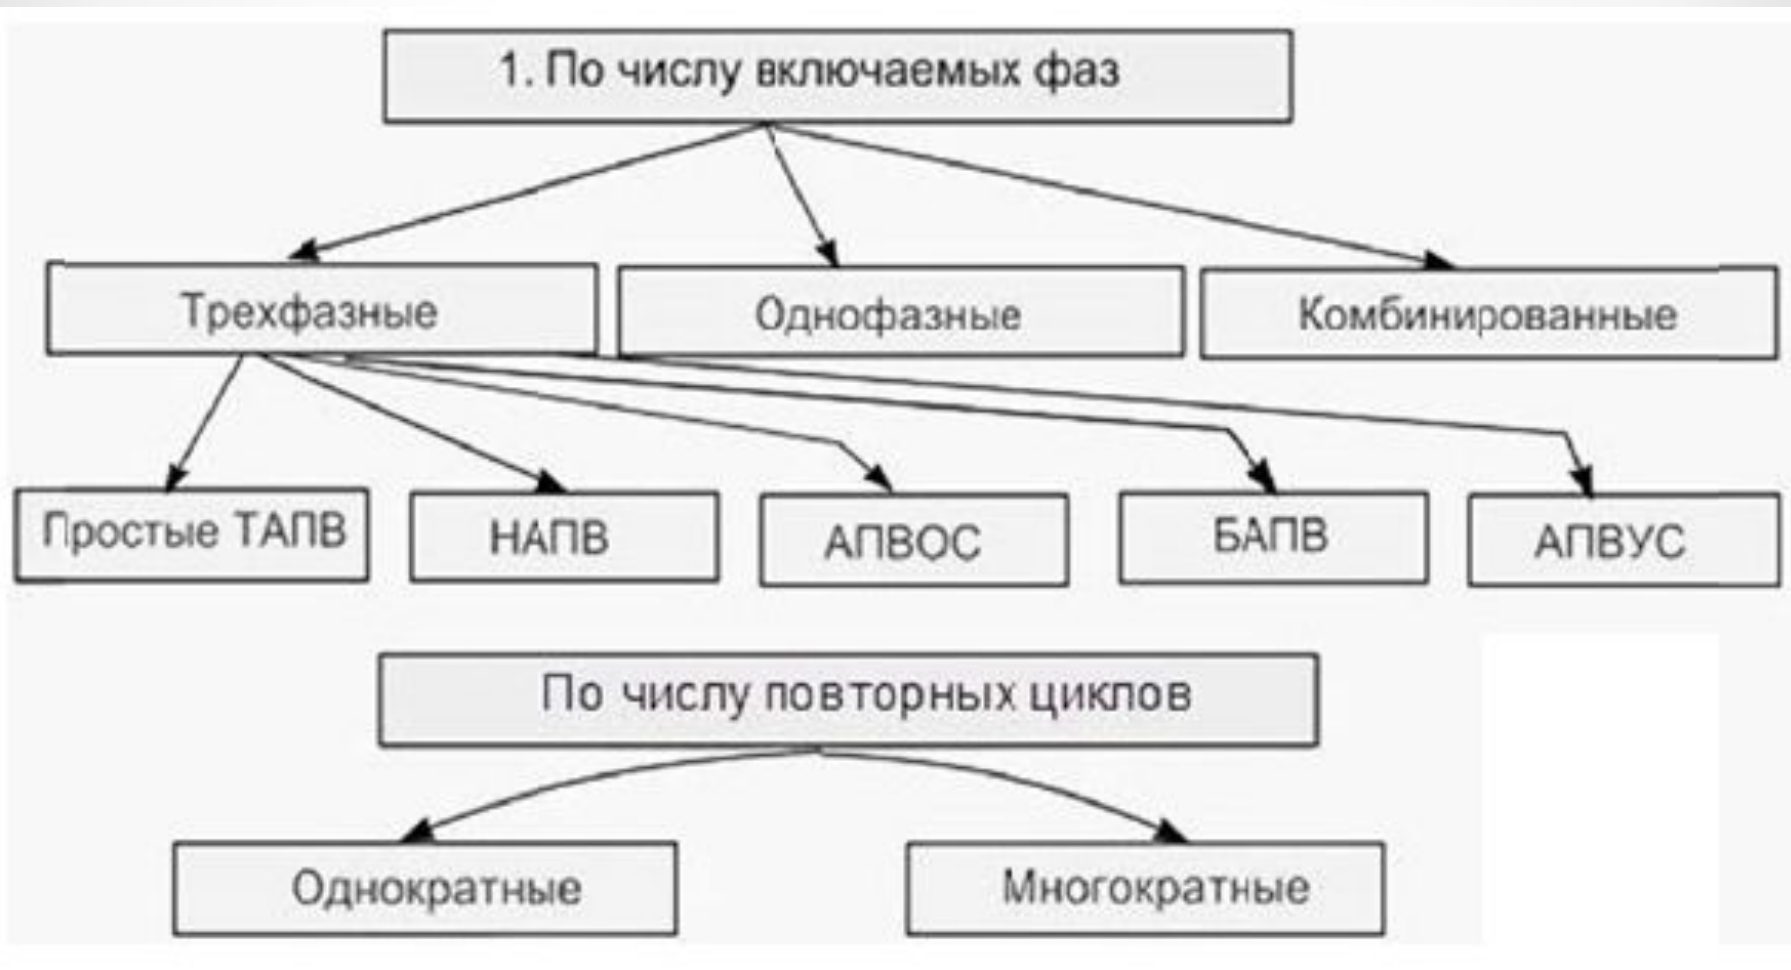 1. По числу включаемых фаз
Трехфазные
Однофазные
Комбинированные
Простые ТАПВ
НАПВ
АПВОС
БАПВ
АПВУС
По числу повторных циклов
Однократные
Многократные